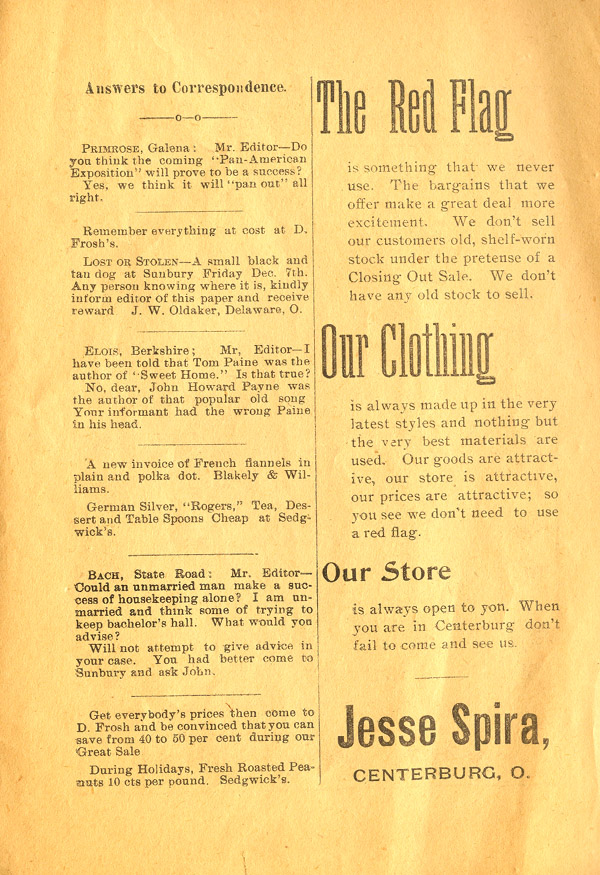 Answers to Correspondence.
—o—o—
PRIMROSE, Galena: Mr. Editor—Do
you think the coming "Pan-American
Exposition" will prove to be a success?
Yes, we think it will "pan out" all
right.
Remember everything at cost at D.
Frosh's.
LOST OR STOLEN—A small black and
tan dog at Sunbury Friday Dec. 7th.
Any person knowing where it is, kindly
inform editor of this paper and receive
reward J. W. Oldaker, Delaware, O.
ELOIS, Berkshire; Mr, Editor—I
have been told that Tom Paine was the
author of "Sweet Home." Is that true?
No, dear, John Howard Payne was
the author of that popular old song
Your informant had the wrong Paine
in his head.
A new invoice of French flannels in
plain and polka dot. Blakely & Wil-
liams.
German Silver, "Rogers," Tea, Des-
sert and Table Spoons Cheap at Sedg-
wick's.
BACH, State Road: Mr. Editor—
Could an unmarried man make a suc-
cess of housekeeping alone? I am un-
married and think some of trying to
keep bachelor's hall. What would you
advise?
Will not attempt to give advice in
your case. You had better come to
Sunbury and ask John.
Get everybody's prices then come to
D. Frosh and be convinced that you can
save from 40 to 50 per cent during our
Great Sale
During Holidays, Fresh Roasted Pea-
nuts 10 cts per pound. Sedgwick's.
The Red Flag
is something that we never
use. The bargains that we
offer make a great deal more
excitement. We don't sell
our customers old, shelf-worn
stock under the pretense of a
Closing Out Sale. We don't
have any old stock to sell.
Our Clothing
is always made up in the very
latest styles and nothing but
the very best materials are
used. Our goods are attract-
ive, our store is attractive,
our prices are attractive; so
you see we don't need to use
a red flag.
Our Store
is always open to yon. When
you are in Centerburg don't
fail to come and see us.
Jesse Spira,
CENTERBURG, O.